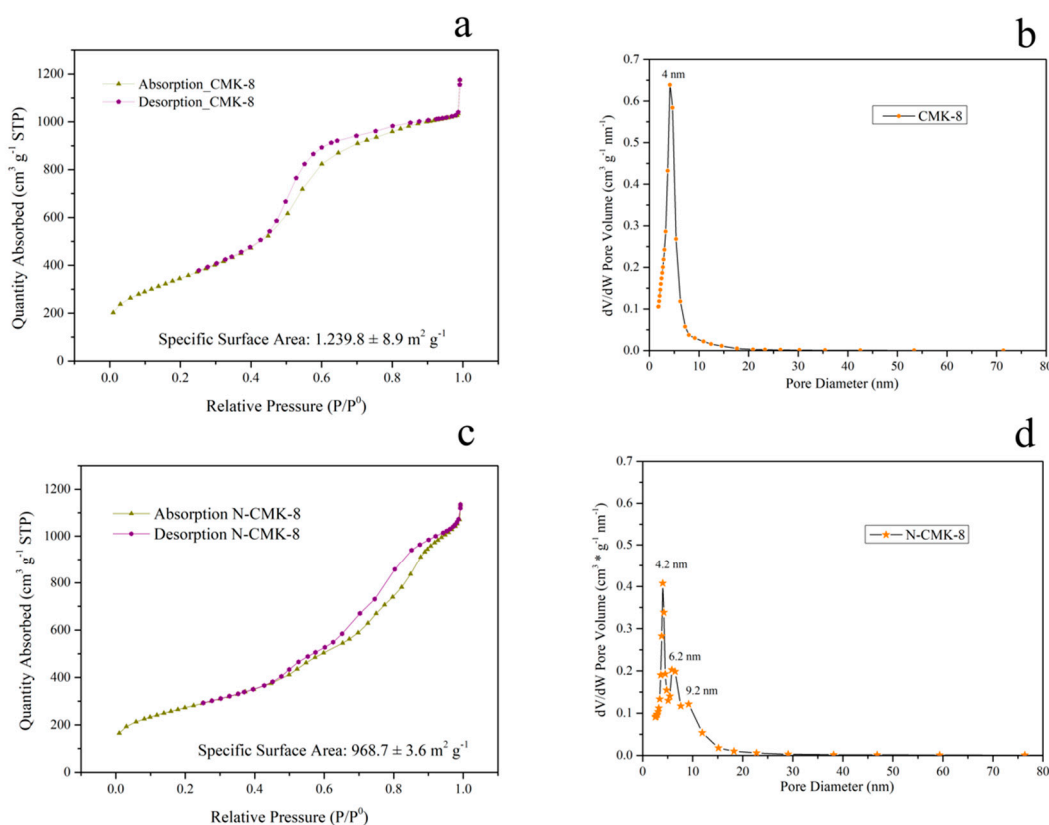 a
Absorption_CMK-8
Desorption_CMK-8
1200
1000
800
600
400
200
0
Quantity Absorbed (cm³ g⁻¹ STP)
Specific Surface Area: 1.239.8 ± 8.9 m² g⁻¹
0.0 0.2 0.4 0.6 0.8 1.0
Relative Pressure (P/P⁰)
b
4 nm
CMK-8
0.7
0.6
0.5
0.4
0.3
0.2
0.1
0.0
dV/dW Pore Volume (cm³ g⁻¹ nm⁻¹)
0 10 20 30 40 50 60 70 80
Pore Diameter (nm)
c
Absorption N-CMK-8
Desorption N-CMK-8
1200
1000
800
600
400
200
0
Quantity Absorbed (cm³ g⁻¹ STP)
Specific Surface Area: 968.7 ± 3.6 m² g⁻¹
0.0 0.2 0.4 0.6 0.8 1.0
Relative Pressure (P/P⁰)
d
N-CMK-8
4.2 nm
6.2 nm
9.2 nm
0.7
0.6
0.5
0.4
0.3
0.2
0.1
0.0
dV/dW Pore Volume (cm³ * g⁻¹ nm⁻¹)
0 10 20 30 40 50 60 70 80
Pore Diameter (nm)